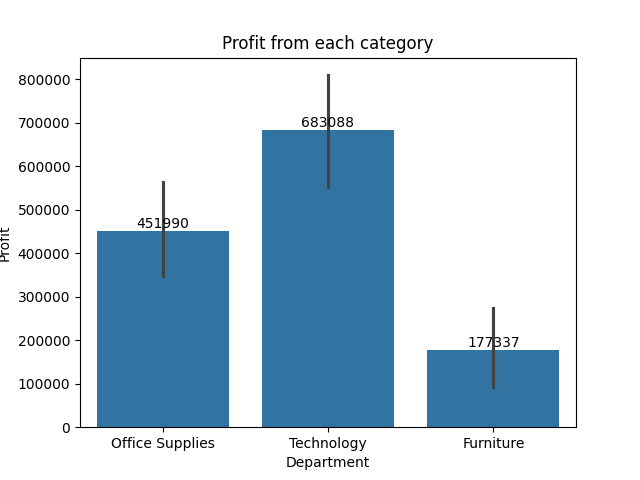 Profit from each category
Profit
800000
700000
600000
500000
400000
300000
200000
100000
0
451990
683088
177337
Office Supplies
Technology
Furniture
Department